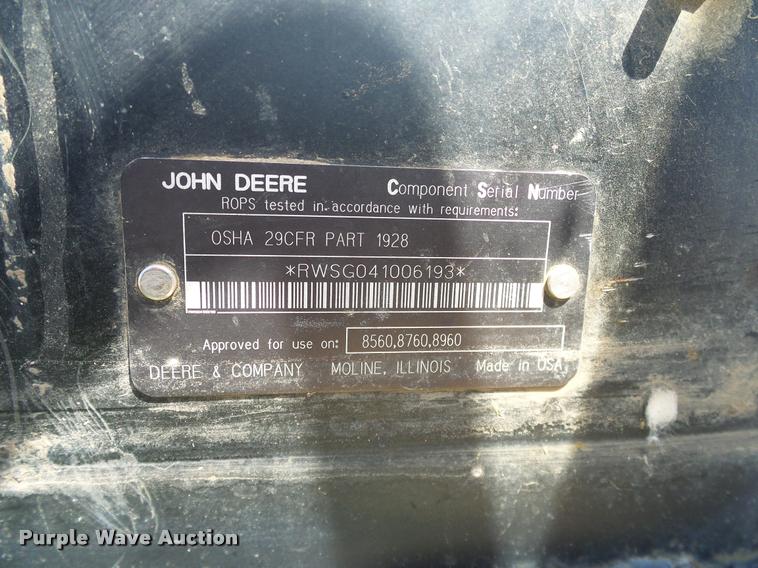 JOHN DEERE Component Serial Number
ROPS tested in accordance with requirements:
OSHA 29CFR PART 1928
*RWSG041006193*
Approved for use on: 8560,8760,8960
DEERE & COMPANY MOLINE, ILLINOIS Made in USA
Purple Wave Auction